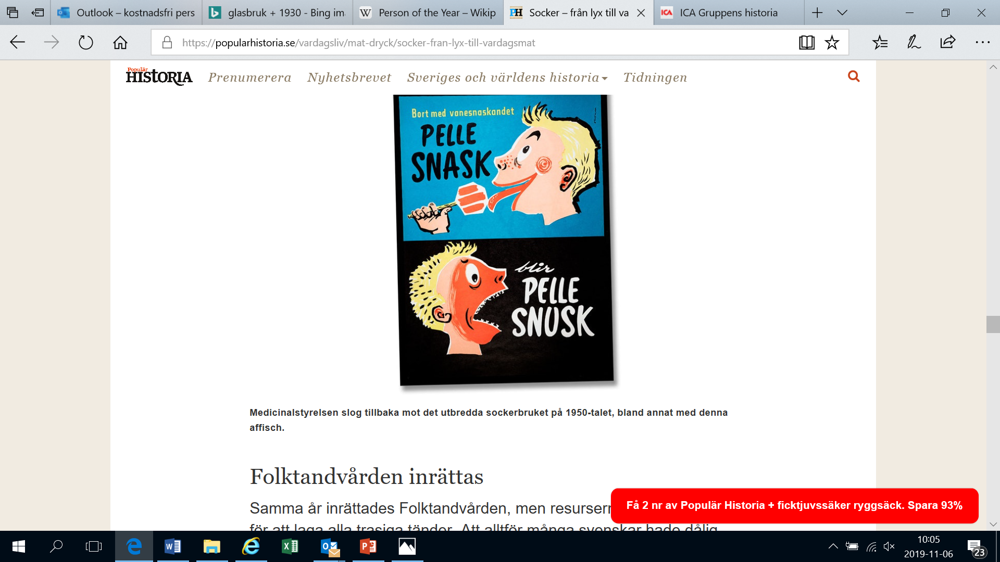 Outlook – kostnadsfri pers
glasbruk + 1930 - Bing im
Person of the Year – Wikip
PH Socker – från lyx till va
ICA ICA Gruppens historia
https://popularhistoria.se/vardagsliv/mat-dryck/socker-fran-lyx-till-vardagsmat
Populär
HISTORIA
Prenumerera
Nyhetsbrevet
Sveriges och världens historia
Tidningen
Bort med vanesnaskandet
PELLE
SNASK
blir
PELLE
SNUSK
Medicinalstyrelsen slog tillbaka mot det utbredda sockerbruket på 1950-talet, bland annat med denna
affisch.
Folktandvården inrättas
Samma år inrättades Folktandvården, men resurser
för att laga alla trasiga tänder. Att alltför många svenskar hade dålig
Få 2 nr av Populär Historia + ficktjuvssäker ryggsäck. Spara 93%
10:05
2019-11-06
23